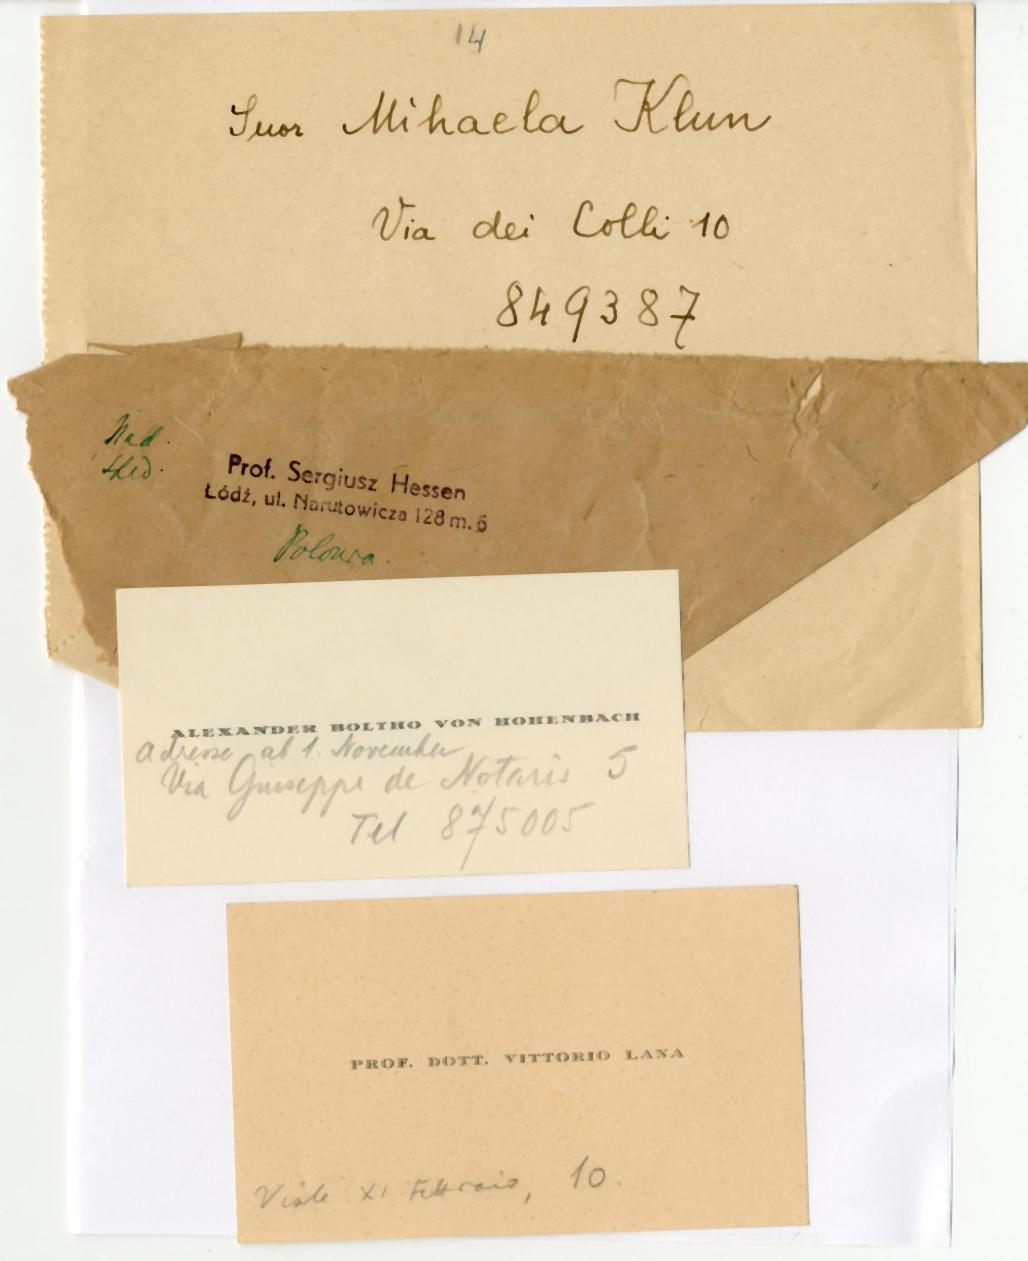 14
Suor Mihaela Klun
Via dei Colli 10
849387
Nad.
Prof. Sergiusz Hessen
Łódź, ul. Narutowicza 128 m. 6
Polonia.
ALEXANDER BOLTHO VON HOHENBACH
Adresse ab 1. November
Via Giuseppe de Notaris 5
Tel 875005
PROF. DOTT. VITTORIO LANA
Viale XI Febbraio, 10.